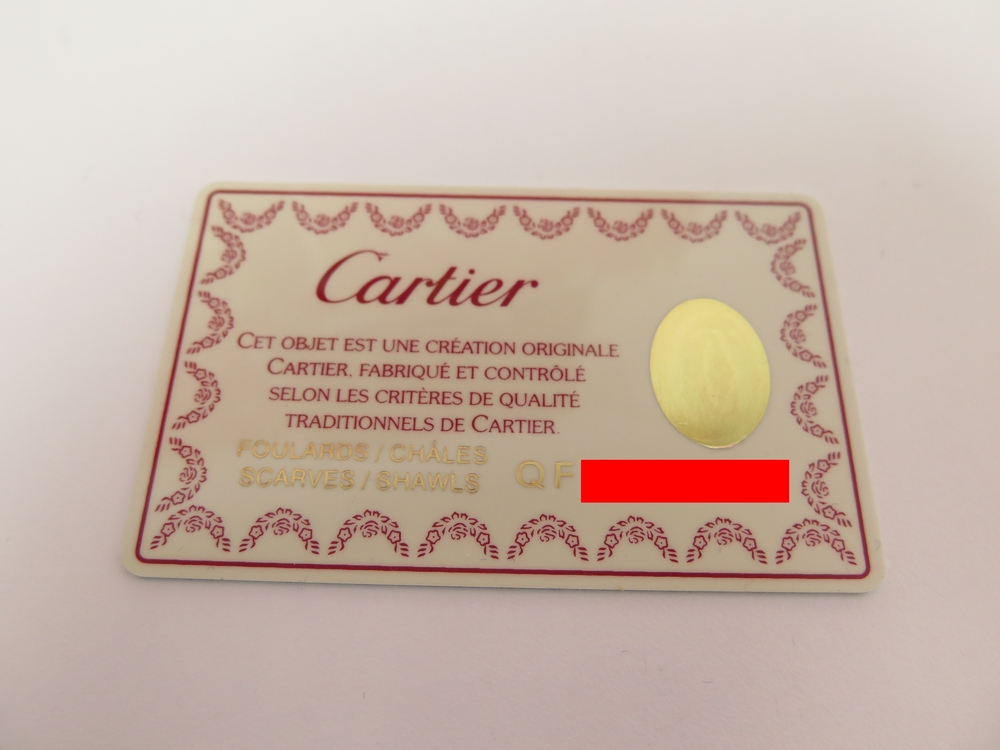 Cartier
CET OBJET EST UNE CRÉATION ORIGINALE
CARTIER, FABRIQUÉ ET CONTRÔLÉ
SELON LES CRITÈRES DE QUALITÉ
TRADITIONNELS DE CARTIER.
FOULARDS / CHÂLES
SCARVES / SHAWLS
QF